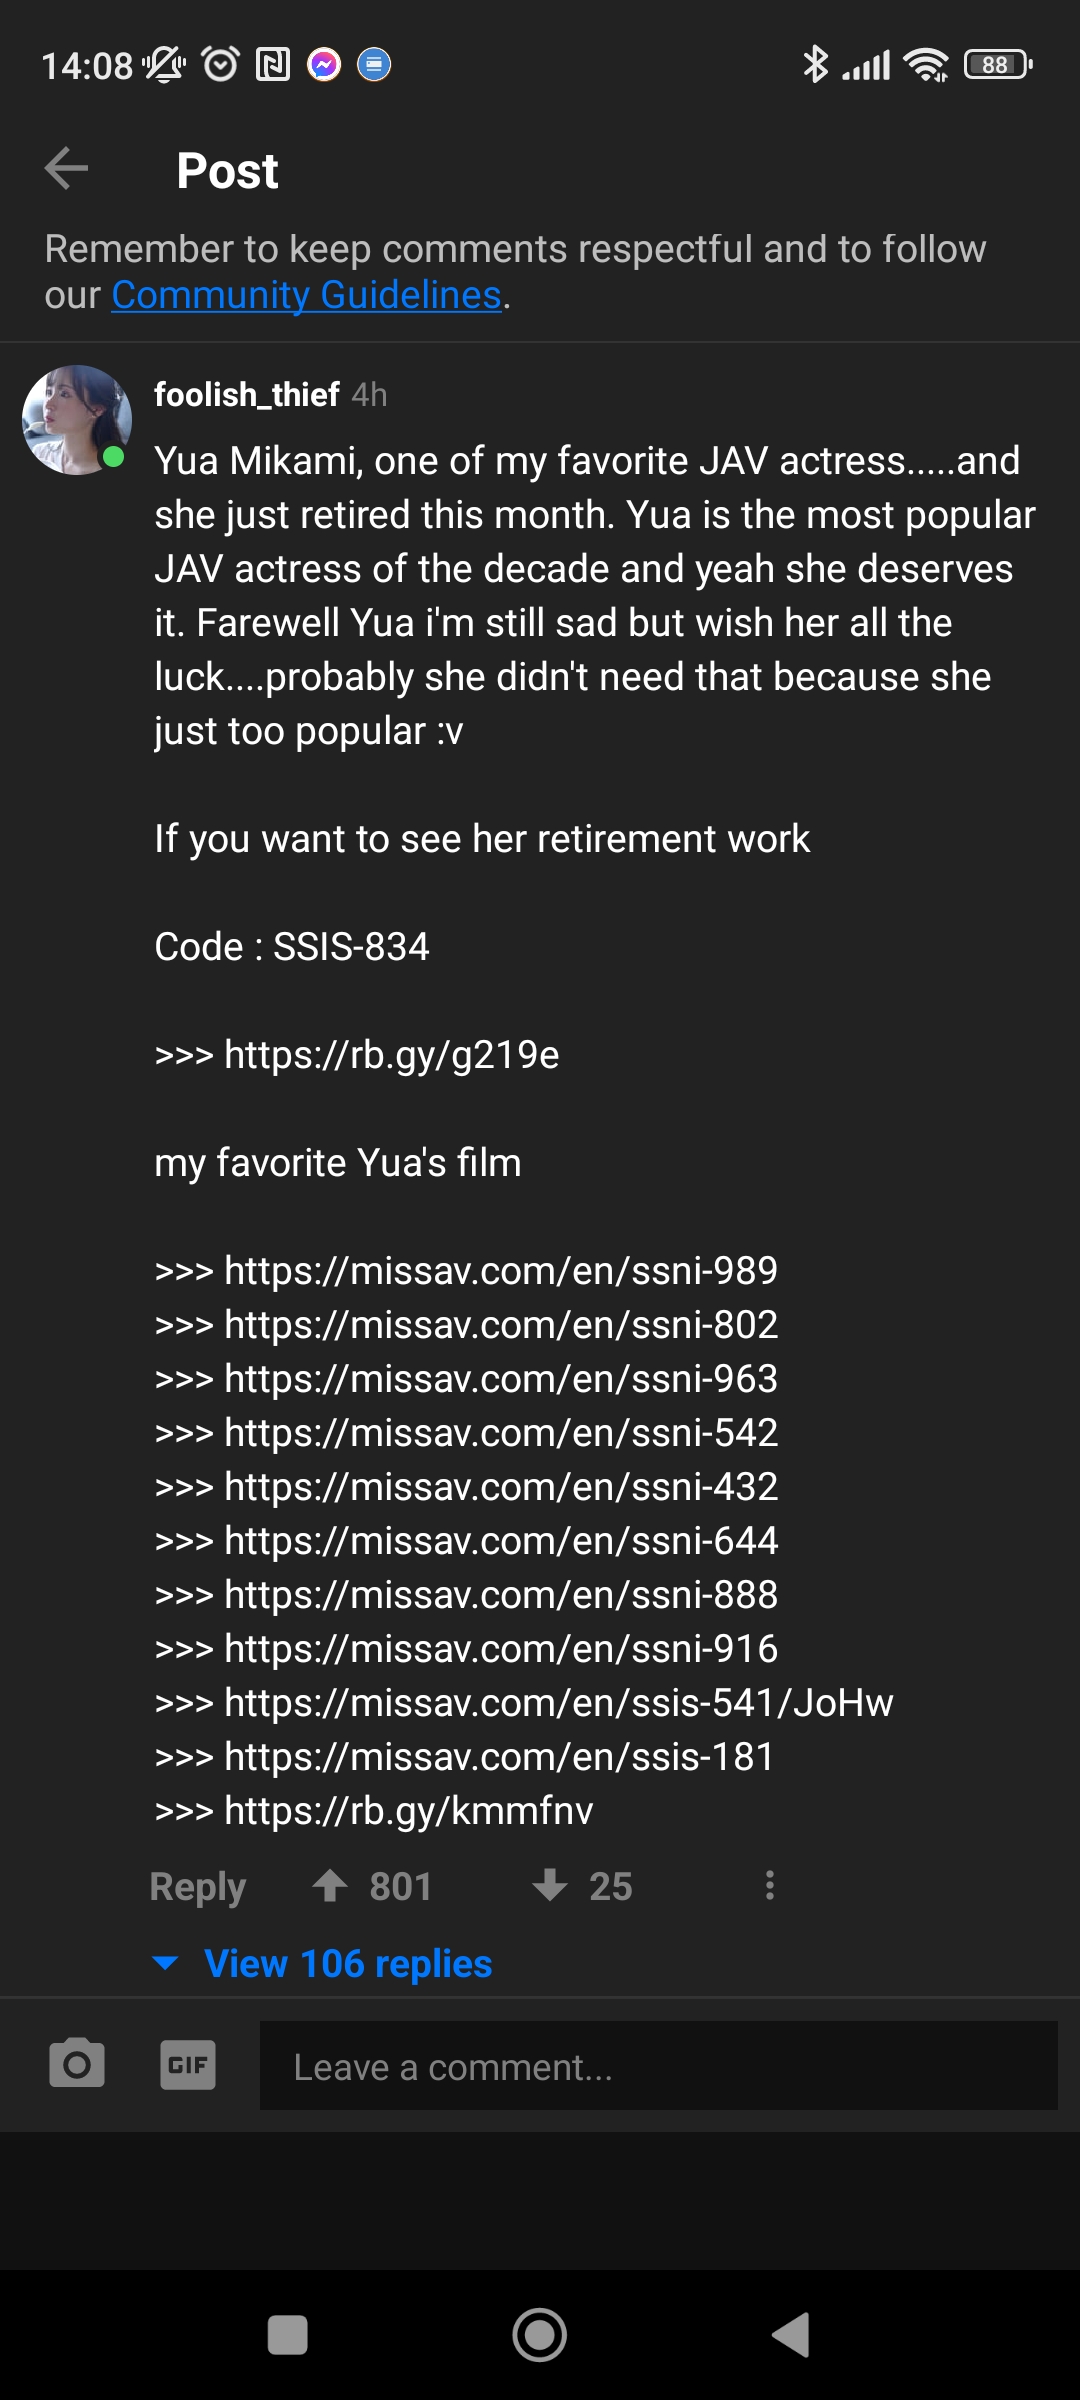 14:08
88
Post
Remember to keep comments respectful and to follow
our Community Guidelines.
foolish_thief 4h
Yua Mikami, one of my favorite JAV actress.....and
she just retired this month. Yua is the most popular
JAV actress of the decade and yeah she deserves
it. Farewell Yua i'm still sad but wish her all the
luck....probably she didn't need that because she
just too popular :v
If you want to see her retirement work
Code : SSIS-834
>>> https://rb.gy/g219e
my favorite Yua's film
>>> https://missav.com/en/ssni-989
>>> https://missav.com/en/ssni-802
>>> https://missav.com/en/ssni-963
>>> https://missav.com/en/ssni-542
>>> https://missav.com/en/ssni-432
>>> https://missav.com/en/ssni-644
>>> https://missav.com/en/ssni-888
>>> https://missav.com/en/ssni-916
>>> https://missav.com/en/ssis-541/JoHw
>>> https://missav.com/en/ssis-181
>>> https://rb.gy/kmmfnv
Reply 801 25
View 106 replies
GIF
Leave a comment...